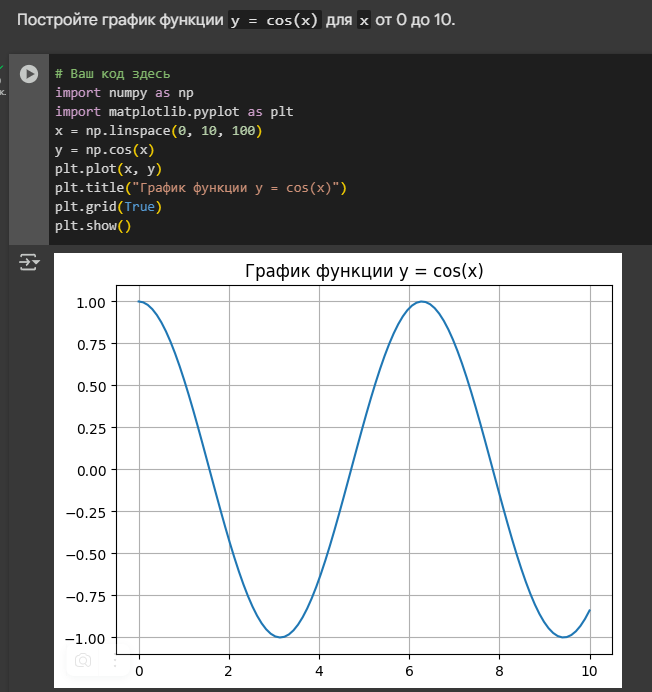 Постройте график функции y = cos(x) для x от 0 до 10.
# Ваш код здесь
import numpy as np
import matplotlib.pyplot as plt
x = np.linspace(0, 10, 100)
y = np.cos(x)
plt.plot(x, y)
plt.title("График функции y = cos(x)")
plt.grid(True)
plt.show()
График функции y = cos(x)
1.00
0.75
0.50
0.25
0.00
−0.25
−0.50
−0.75
−1.00
0 2 4 6 8 10